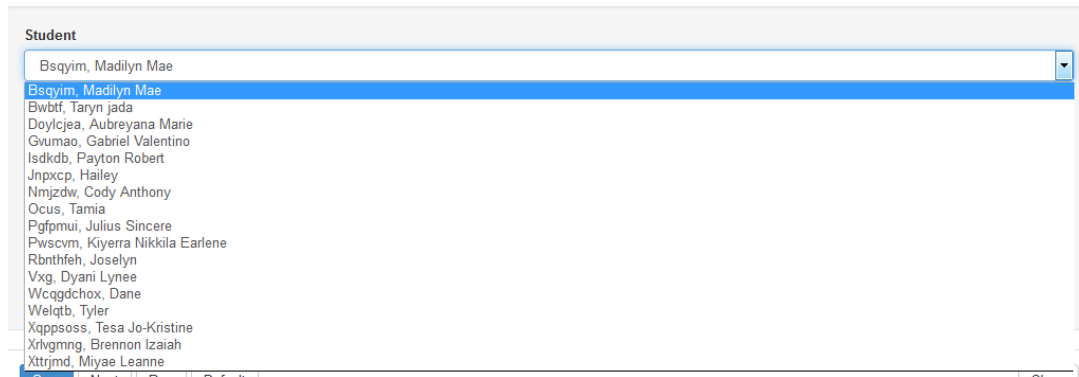 Student
Bsqyim, Madilyn Mae
Bsqyim, Madilyn Mae
Bwbtf, Taryn jada
Doylcjea, Aubreyana Marie
Gvumao, Gabriel Valentino
Isdkdb, Payton Robert
Jnpxcp, Hailey
Nmjzdw, Cody Anthony
Ocus, Tamia
Pgfpmui, Julius Sincere
Pwscvm, Kiyerra Nikkila Earlene
Rbnthfeh, Joselyn
Vxg, Dyani Lynee
Wcqgdchox, Dane
Welqtb, Tyler
Xqppsoss, Tesa Jo-Kristine
Xrlvgmng, Brennon Izaiah
Xttrjmd, Miyae Leanne